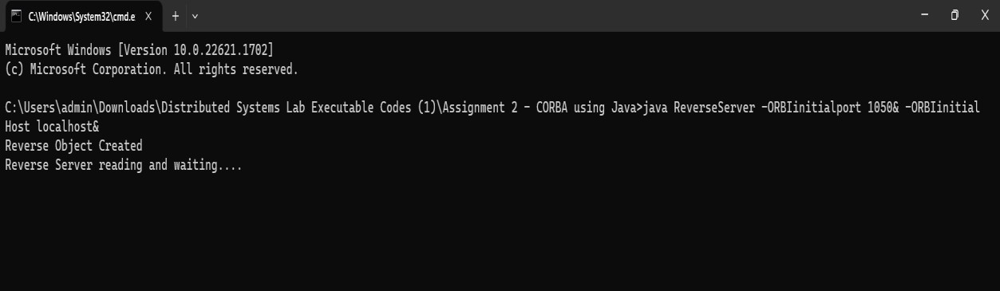 C:\Windows\System32\cmd.e
Microsoft Windows [Version 10.0.22621.1702]
(c) Microsoft Corporation. All rights reserved.
C:\Users\admin\Downloads\Distributed Systems Lab Executable Codes (1)\Assignment 2 - CORBA using Java>java ReverseServer -ORBIinitialport 1050& -ORBIinitial
Host localhost&
Reverse Object Created
Reverse Server reading and waiting....